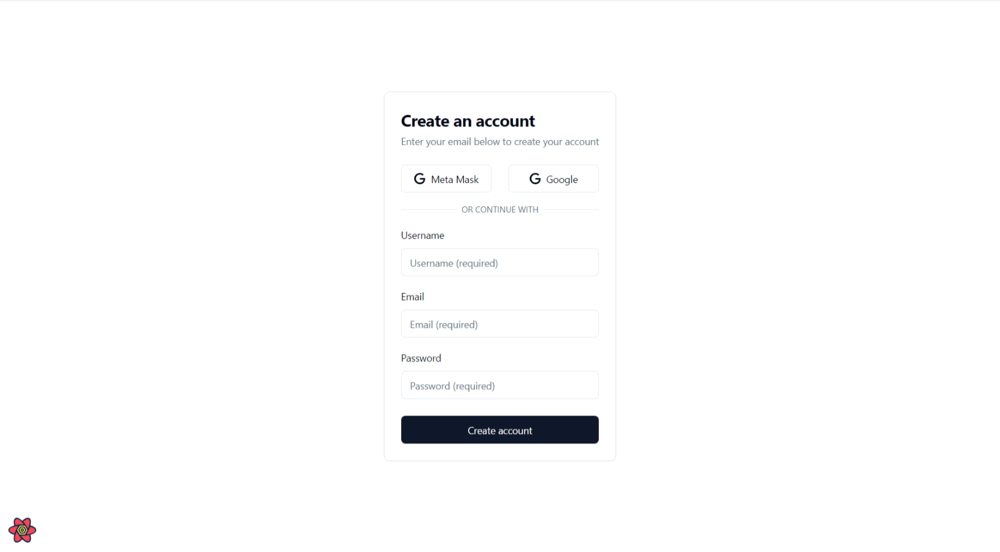 Create an account
Enter your email below to create your account
Meta Mask
Google
OR CONTINUE WITH
Username
Username (required)
Email
Email (required)
Password
Password (required)
Create account